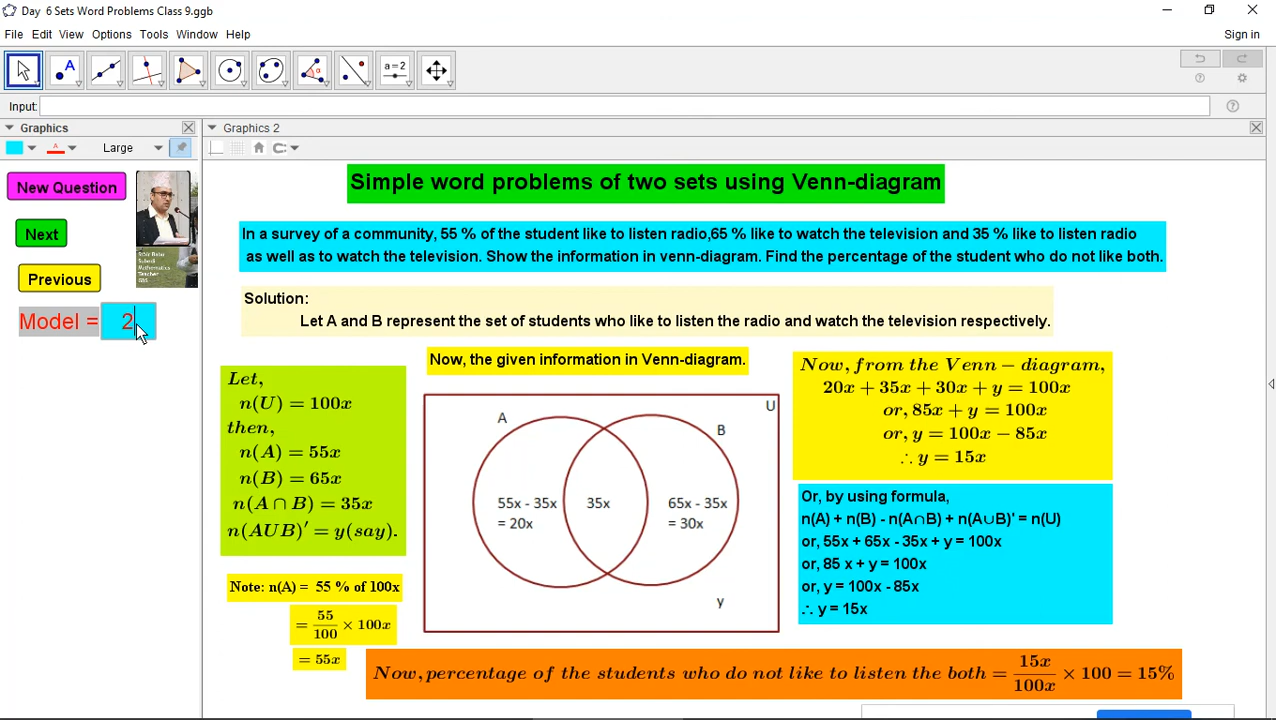 Day  6 Sets Word Problems Class 9.ggb
File Edit View Options Tools Window Help
Sign in
A
a = 2
Input:
Graphics
Graphics 2
Large
New Question
Next
Previous
Model = 2
Mathematics
Teacher
Simple word problems of two sets using Venn-diagram
In a survey of a community, 55 % of the student like to listen radio,65 % like to watch the television and 35 % like to listen radio
as well as to watch the television. Show the information in venn-diagram. Find the percentage of the student who do not like both.
Solution:
Let A and B represent the set of students who like to listen the radio and watch the television respectively.
Now, the given information in Venn-diagram.
Let,
n(U) = 100x
then,
n(A) = 55x
n(B) = 65x
n(A ∩ B) = 35x
n(AUB)′ = y(say).
Note: n(A) = 55 % of 100x
= 55/100 × 100x
= 55x
U
A
B
55x - 35x
= 20x
35x
65x - 35x
= 30x
y
Now, from the Venn − diagram,
20x + 35x + 30x + y = 100x
or, 85x + y = 100x
or, y = 100x − 85x
∴ y = 15x
Or, by using formula,
n(A) + n(B) - n(A∩B) + n(A∪B)' = n(U)
or, 55x + 65x - 35x + y = 100x
or, 85 x + y = 100x
or, y = 100x - 85x
∴ y = 15x
Now, percentage of the students who do not like to listen the both = 15x/100x × 100 = 15%